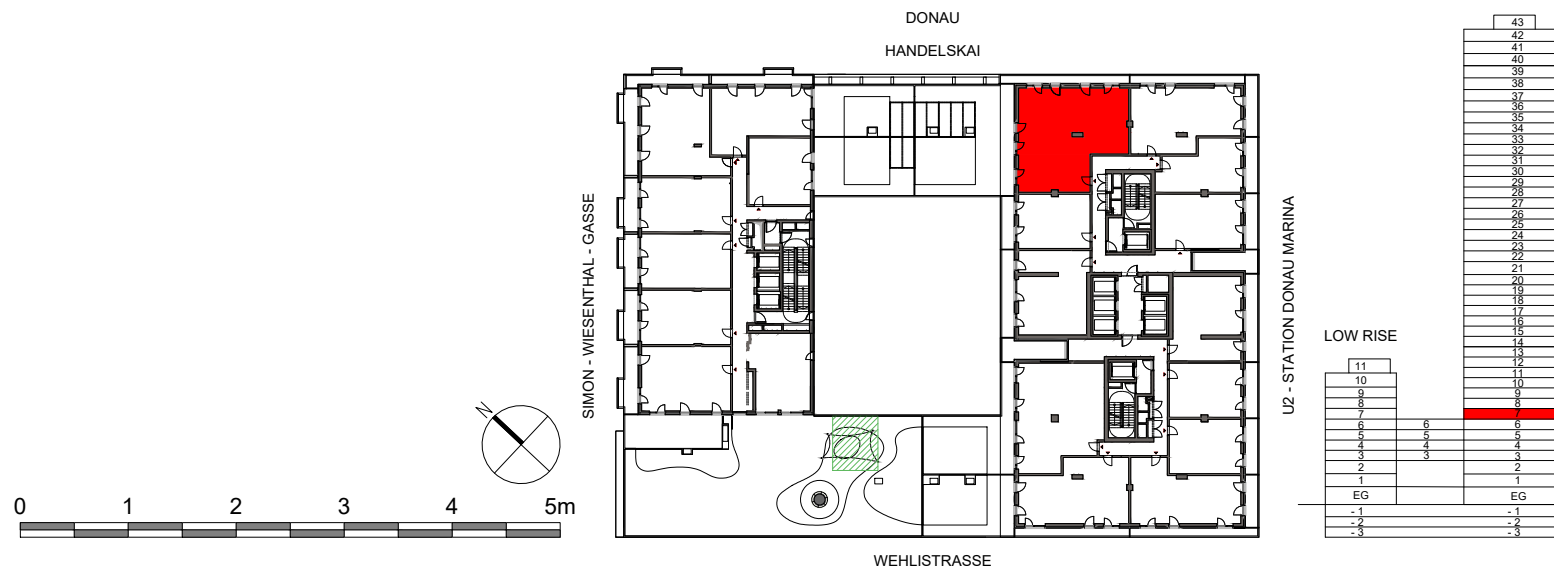 DONAU
HANDELSKAI
SIMON - WIESENTHAL - GASSE
U2 - STATION DONAU MARINA
WEHLISTRASSE
N
0 1 2 3 4 5m
LOW RISE
43
42
41
40
39
38
37
36
35
34
33
32
31
30
29
28
27
26
25
24
23
22
21
20
19
18
17
16
15
14
13
12
11 11
10 10
9 9
8 8
7 7
6 6 6
5 5 5
4 4 4
3 3 3
2 2
1 1
EG EG
- 1 - 1
- 2 - 2
- 3 - 3